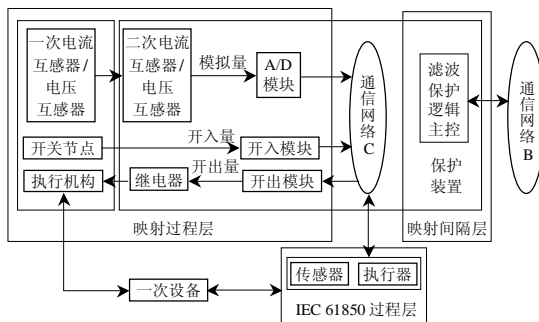 一次电流
互感器/
电压
互感器
二次电流
互感器/
电压
互感器
模拟量
A/D
模块
通信网络 C
滤波
保护
逻辑
主控
通信网络 B
开关节点
开入量
开入模块
执行机构
继电器
开出量
开出模块
保护
装置
映射过程层
映射间隔层
一次设备
传感器
执行器
IEC 61850 过程层